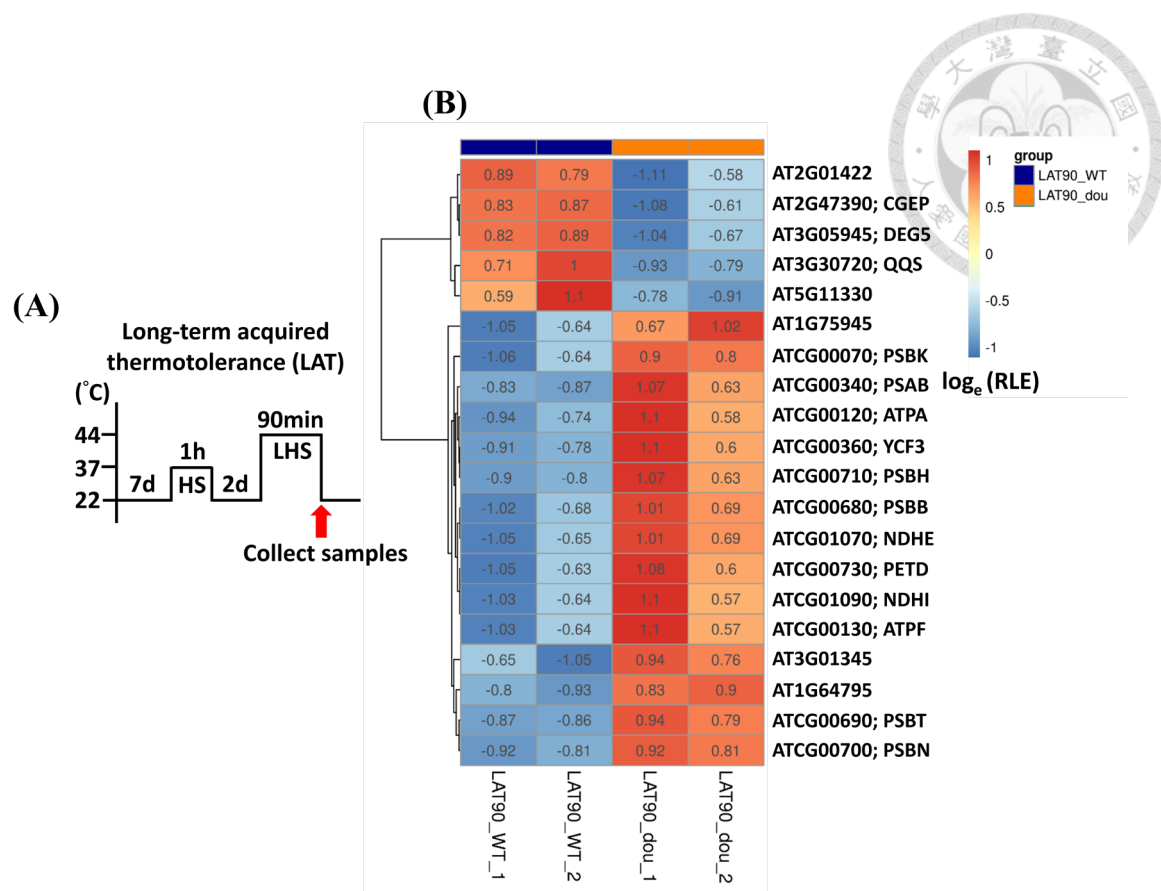 (B)
group
LAT90_WT
LAT90_dou
1
0.5
0
-0.5
-1
log_e (RLE)
(A)
Long-term acquired
thermotolerance (LAT)
(°C)
90min
44
1h
LHS
37
7d
HS
2d
22
Collect samples
0.89 0.79 -1.11 -0.58 AT2G01422
0.83 0.87 -1.08 -0.61 AT2G47390; CGEP
0.82 0.89 -1.04 -0.67 AT3G05945; DEG5
0.71 1 -0.93 -0.79 AT3G30720; QQS
0.59 1.1 -0.78 -0.91 AT5G11330
-1.05 -0.64 0.67 1.02 AT1G75945
-1.06 -0.64 0.9 0.8 ATCG00070; PSBK
-0.83 -0.87 1.07 0.63 ATCG00340; PSAB
-0.94 -0.74 1.1 0.58 ATCG00120; ATPA
-0.91 -0.78 1.1 0.6 ATCG00360; YCF3
-0.9 -0.8 1.07 0.63 ATCG00710; PSBH
-1.02 -0.68 1.01 0.69 ATCG00680; PSBB
-1.05 -0.65 1.01 0.69 ATCG01070; NDHE
-1.05 -0.63 1.08 0.6 ATCG00730; PETD
-1.03 -0.64 1.1 0.57 ATCG01090; NDHI
-1.03 -0.64 1.1 0.57 ATCG00130; ATPF
-0.65 -1.05 0.94 0.76 AT3G01345
-0.8 -0.93 0.83 0.9 AT1G64795
-0.87 -0.86 0.94 0.79 ATCG00690; PSBT
-0.92 -0.81 0.92 0.81 ATCG00700; PSBN
LAT90_WT_1
LAT90_WT_2
LAT90_dou_1
LAT90_dou_2
學大灣臺立國